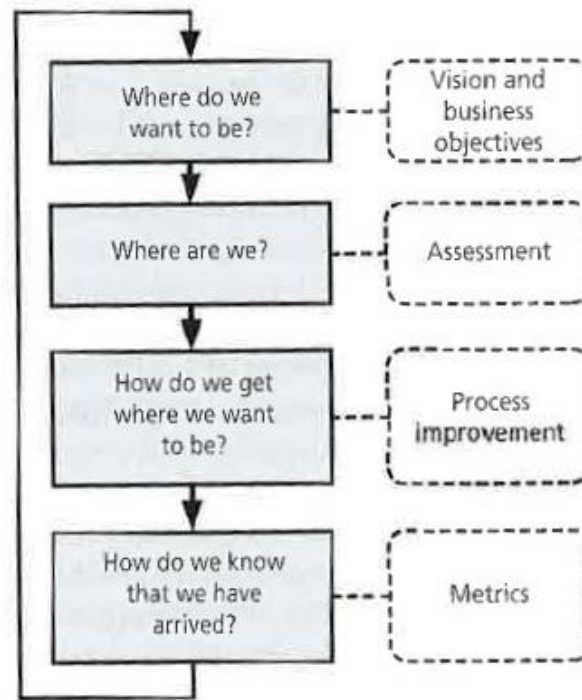 Where do we
want to be?
Vision and
business
objectives
Where are we?
Assessment
How do we get
where we want
to be?
Process
improvement
How do we know
that we have
arrived?
Metrics